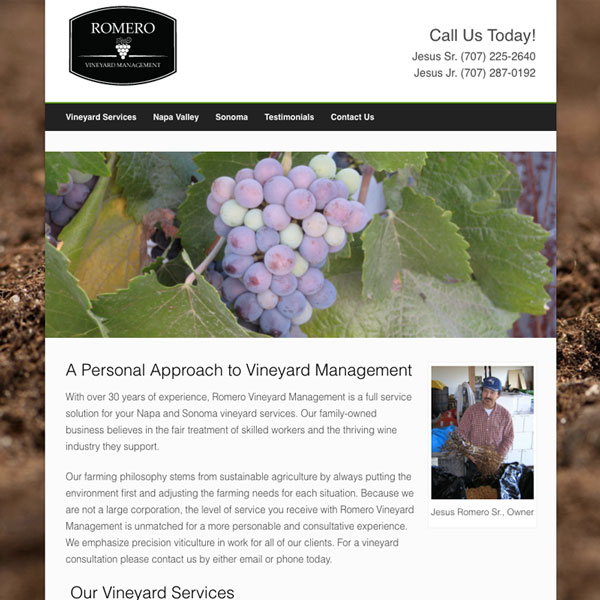 ROMERO
VINEYARD MANAGEMENT
Call Us Today!
Jesus Sr. (707) 225-2640
Jesus Jr. (707) 287-0192
Vineyard Services Napa Valley Sonoma Testimonials Contact Us
A Personal Approach to Vineyard Management
With over 30 years of experience, Romero Vineyard Management is a full service
solution for your Napa and Sonoma vineyard services. Our family-owned
business believes in the fair treatment of skilled workers and the thriving wine
industry they support.
Our farming philosophy stems from sustainable agriculture by always putting the
environment first and adjusting the farming needs for each situation. Because we
are not a large corporation, the level of service you receive with Romero Vineyard
Management is unmatched for a more personable and consultative experience.
We emphasize precision viticulture in work for all of our clients. For a vineyard
consultation please contact us by either email or phone today.
Jesus Romero Sr., Owner
Our Vineyard Services